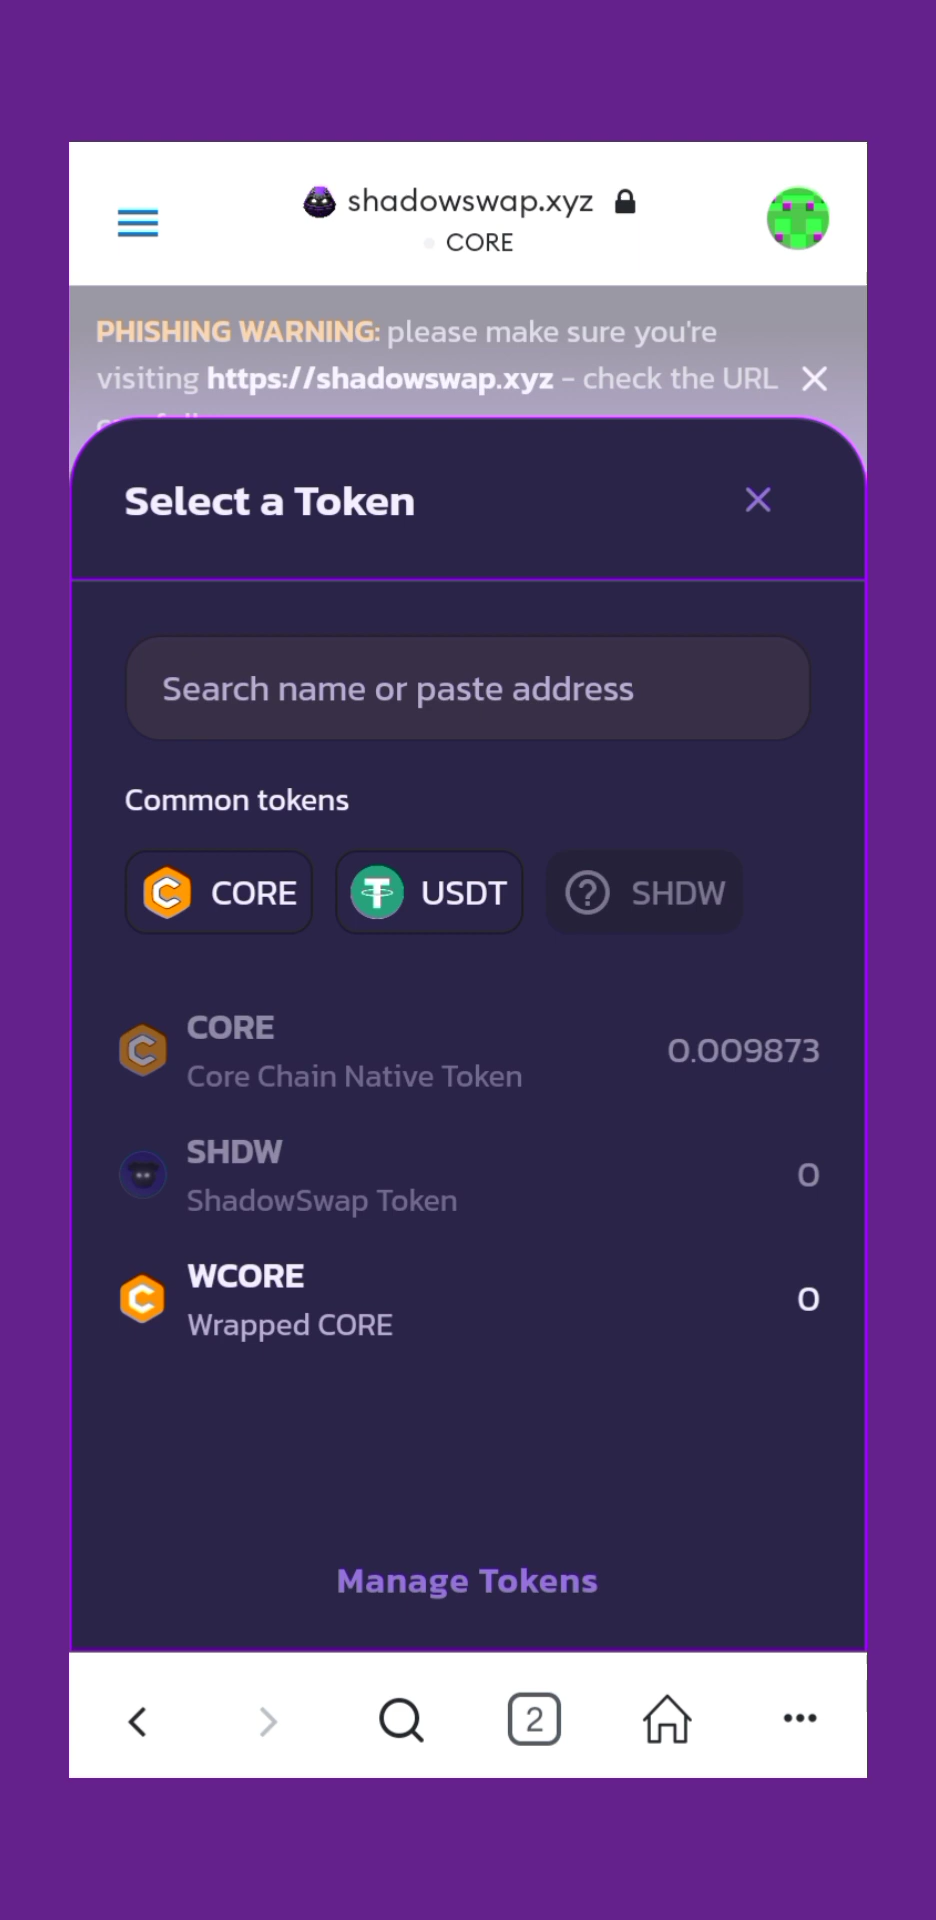 shadowswap.xyz
CORE
PHISHING WARNING: please make sure you're
visiting https://shadowswap.xyz - check the URL
Select a Token
Search name or paste address
Common tokens
CORE USDT SHDW
CORE
Core Chain Native Token
0.009873
SHDW
ShadowSwap Token
0
WCORE
Wrapped CORE
0
Manage Tokens
2